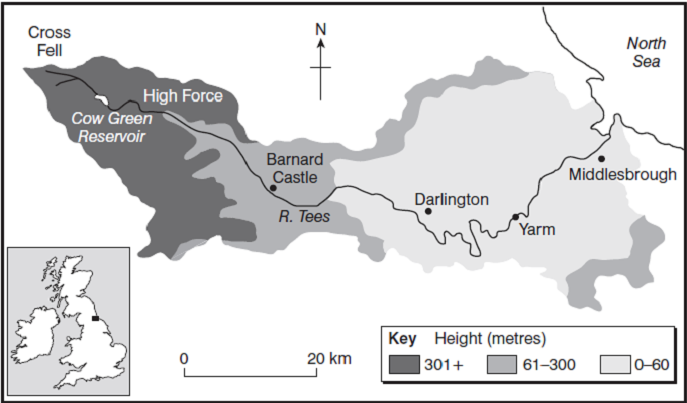 Cross
Fell
N
North
Sea
High Force
Cow Green
Reservoir
Barnard
Castle
Middlesbrough
Darlington
R. Tees
Yarm
Key Height (metres)
301+ 61–300 0–60
0 20 km